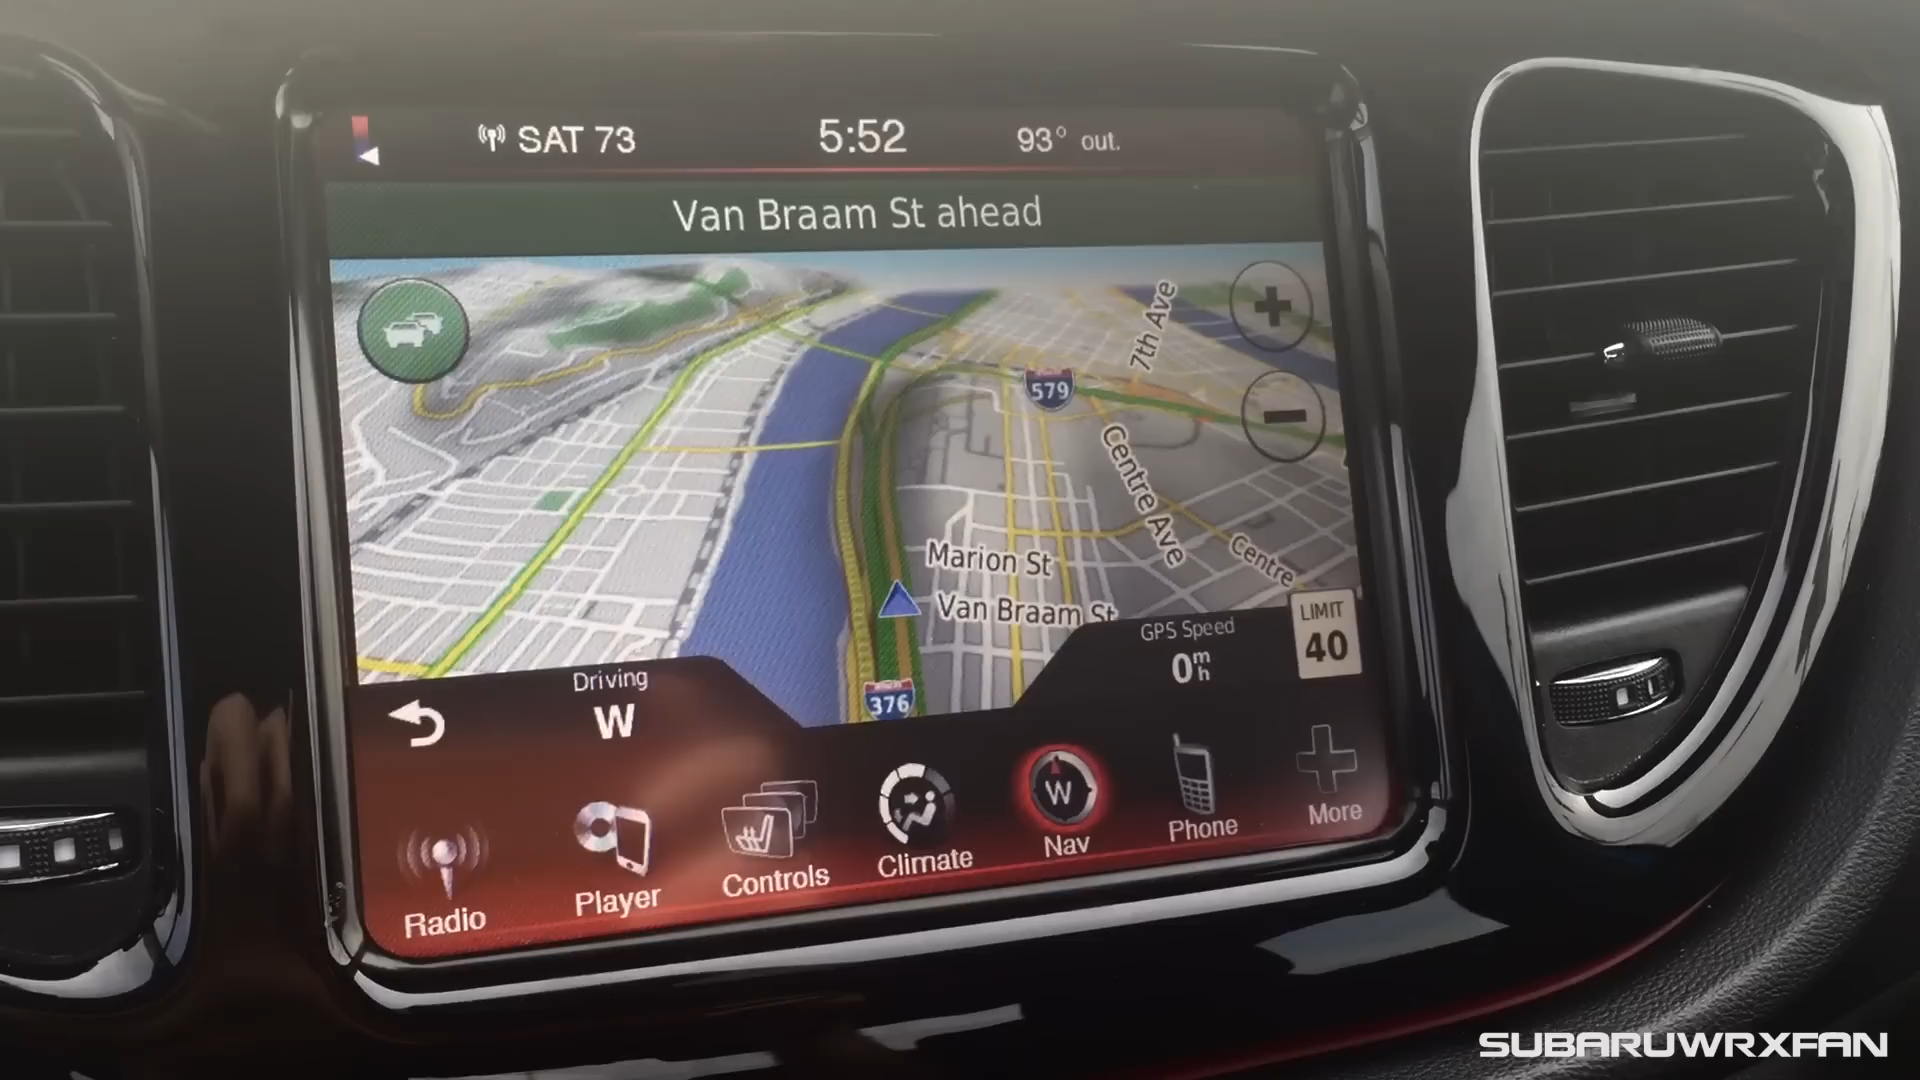 SAT 73
5:52
93° out.
Van Braam St ahead
7th Ave
579
Centre Ave
Centre
Marion St
Van Braam St
GPS Speed
0 mh
LIMIT
40
376
Driving
W
W
Radio
Player
Controls
Climate
Nav
Phone
More
SUBARUWRXFAN